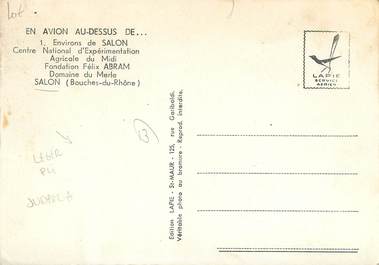 Lot.
EN AVION AU-DESSUS DE...
1. Environs de SALON
Centre National d'Expérimentation
Agricole du Midi
Fondation Félix ABRAM
Domaine du Merle
SALON (Bouches-du-Rhône)
LAPIE
SERVICE
AERIEN
13
Edition LAPIE - St-MAUR - 125, rue Garibaldi.
Véritable photo au bromure - Reprod. interdite.